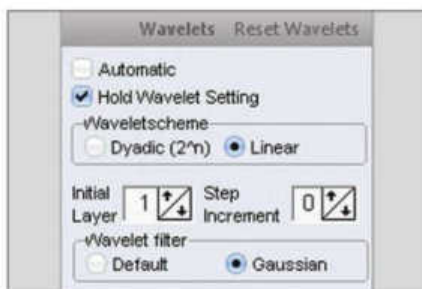 Wavelets Reset Wavelets
Automatic
Hold Wavelet Setting
Waveletscheme
Dyadic (2^n) Linear
Initial Layer 1 Step Increment 0
Wavelet filter
Default Gaussian